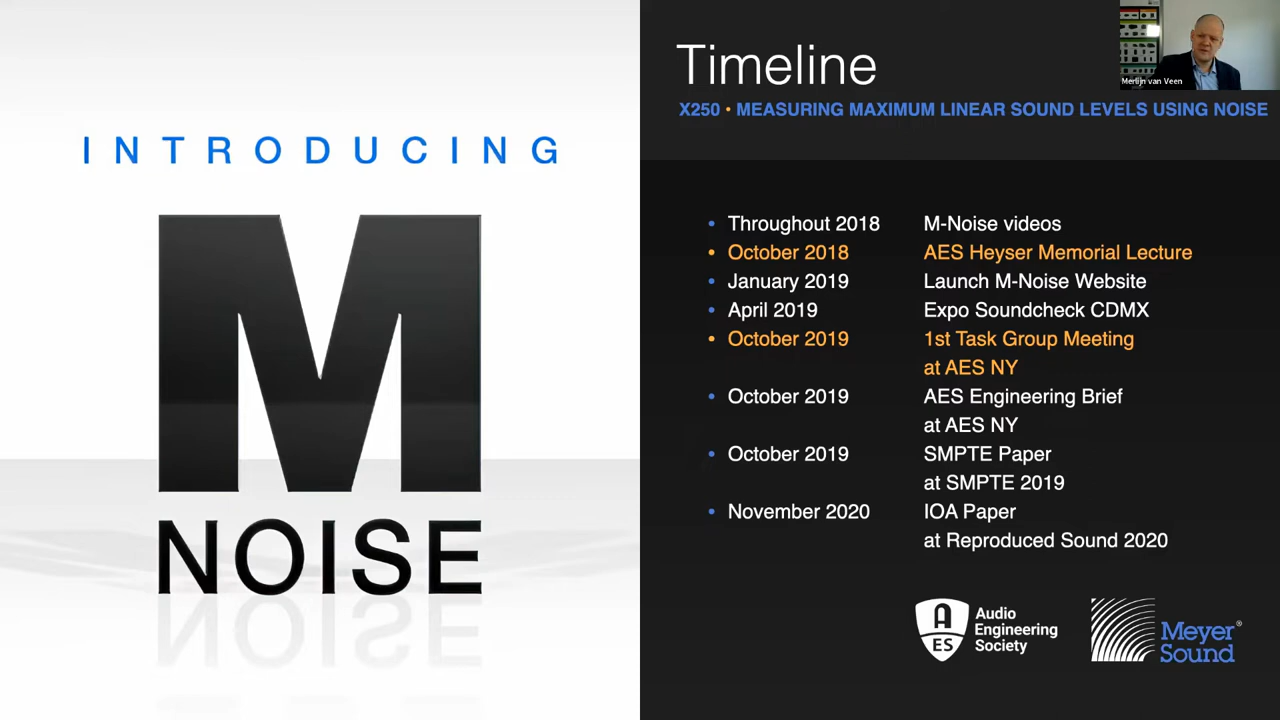 INTRODUCING
M
NOISE
Timeline
Merlijn van Veen
X250 • MEASURING MAXIMUM LINEAR SOUND LEVELS USING NOISE
• Throughout 2018 M-Noise videos
• October 2018 AES Heyser Memorial Lecture
• January 2019 Launch M-Noise Website
• April 2019 Expo Soundcheck CDMX
• October 2019 1st Task Group Meeting
at AES NY
• October 2019 AES Engineering Brief
at AES NY
• October 2019 SMPTE Paper
at SMPTE 2019
• November 2020 IOA Paper
at Reproduced Sound 2020
A
ES
Audio
Engineering
Society
Meyer®
Sound